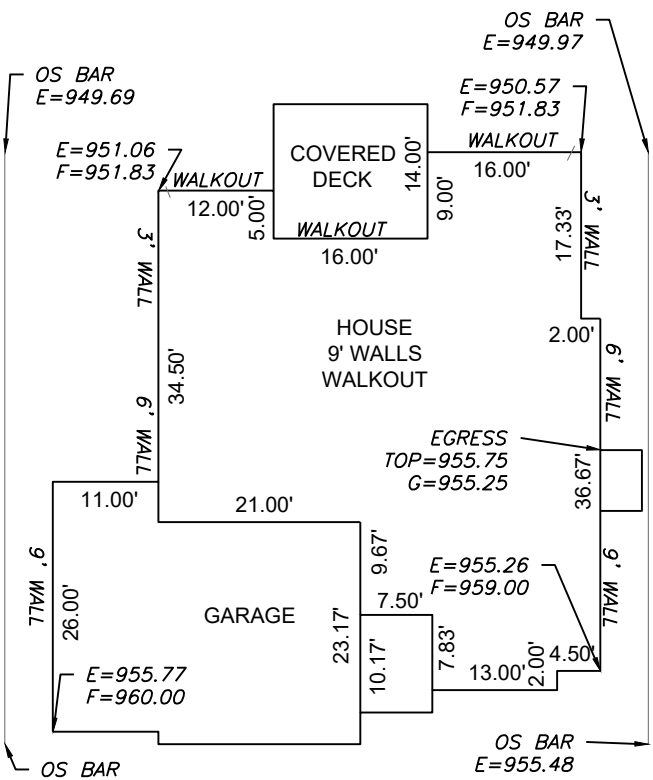 OS BAR
E=949.97
OS BAR
E=949.69
E=950.57
F=951.83
E=951.06
F=951.83
WALKOUT
16.00'
COVERED
DECK
14.00'
9.00'
WALKOUT
12.00'
5.00'
WALKOUT
16.00'
3' WALL
17.33'
3' WALL
2.00'
HOUSE
9' WALLS
WALKOUT
34.50'
6' WALL
6' WALL
EGRESS
TOP=955.75
G=955.25
36.67'
11.00'
21.00'
9' WALL
26.00'
9.67'
E=955.26
F=959.00
9' WALL
7.50'
GARAGE
23.17'
10.17'
7.83'
4.50'
2.00'
13.00'
E=955.77
F=960.00
OS BAR
E=955.48
OS BAR